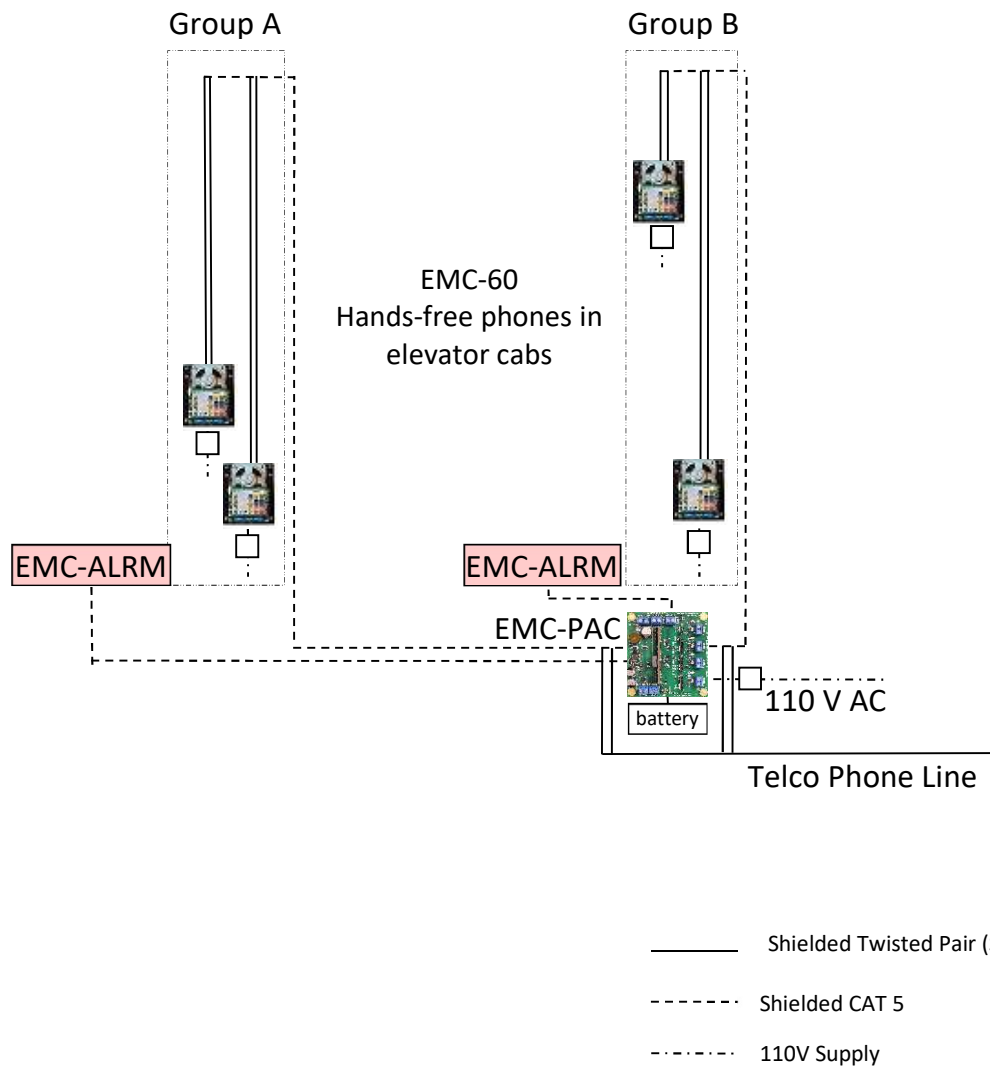 Group A
Group B
EMC-60
Hands-free phones in
elevator cabs
EMC-ALRM
EMC-ALRM
EMC-PAC
110 V AC
battery
Telco Phone Line
Shielded Twisted Pair (
Shielded CAT 5
110V Supply